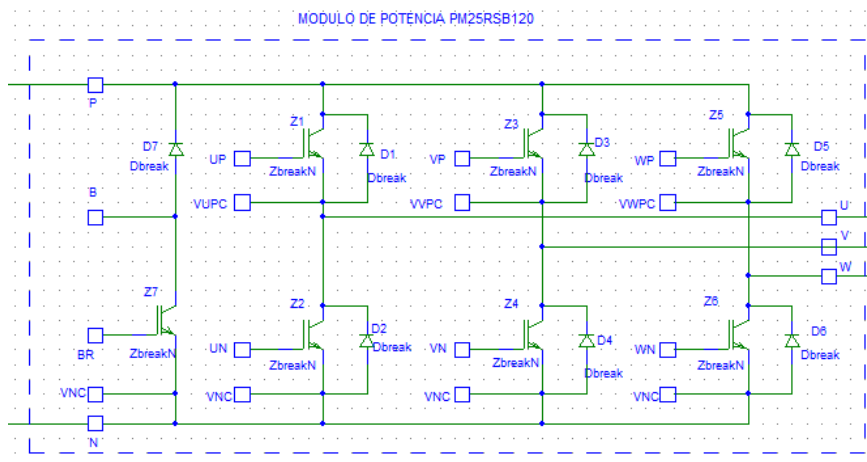 MODULO DE POTÊNCIA PM25RSB120
P
Z1
Z3
Z5
D7
Dbreak
UP
ZbreakN
D1
Dbreak
VP
ZbreakN
D3
Dbreak
WP
ZbreakN
D5
Dbreak
B
VUPC
VVPC
VWPC
U
V
W
Z7
Z2
Z4
Z6
BR
ZbreakN
UN
ZbreakN
D2
Dbreak
VN
ZbreakN
D4
Dbreak
WN
ZbreakN
D6
Dbreak
VNC
VNC
VNC
VNC
N